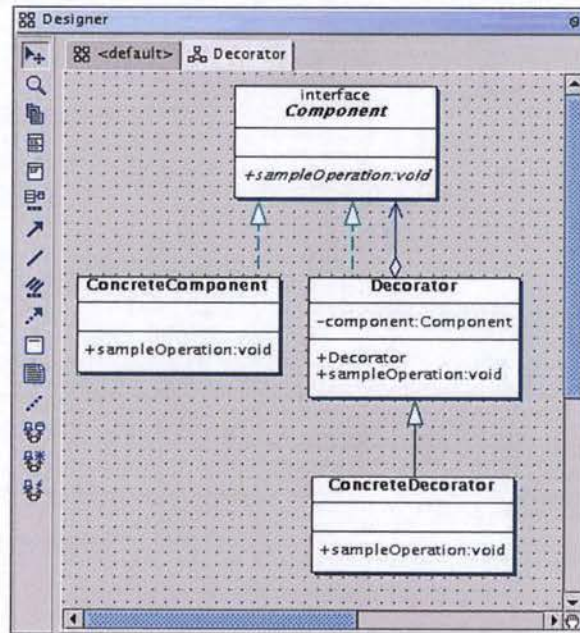 Designer
<default>
Decorator
interface
Component
+sampleOperation:void
ConcreteComponent
+sampleOperation:void
Decorator
-component:Component
+Decorator
+sampleOperation:void
ConcreteDecorator
+sampleOperation:void